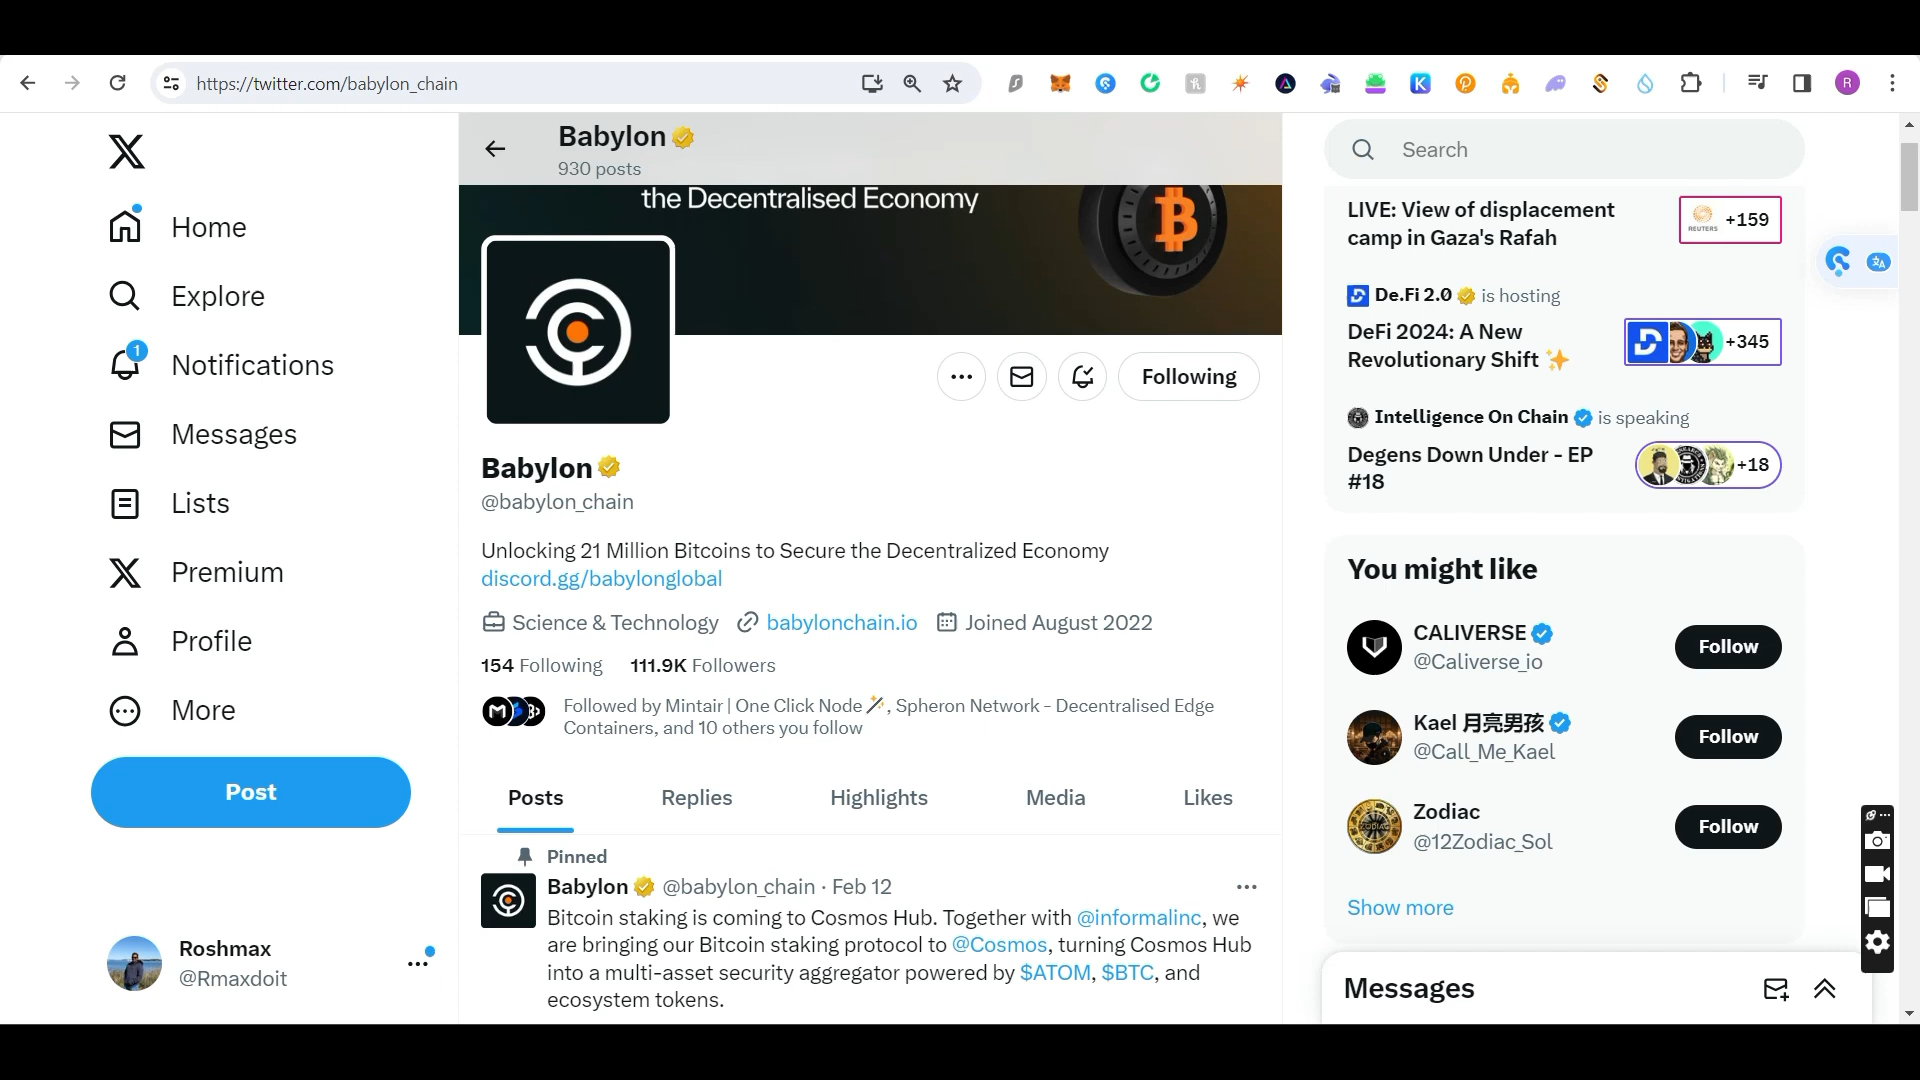 https://twitter.com/babylon_chain
Home
Explore
1
Notifications
Messages
Lists
Premium
Profile
More
Post
Roshmax
@Rmaxdoit
Babylon
930 posts
the Decentralised Economy
Following
Babylon
@babylon_chain
Unlocking 21 Million Bitcoins to Secure the Decentralized Economy
discord.gg/babylonglobal
Science & Technology babylonchain.io Joined August 2022
154 Following 111.9K Followers
Followed by Mintair | One Click Node🪄, Spheron Network - Decentralised Edge
Containers, and 10 others you follow
Posts Replies Highlights Media Likes
Pinned
Babylon @babylon_chain · Feb 12
Bitcoin staking is coming to Cosmos Hub. Together with @informalinc, we
are bringing our Bitcoin staking protocol to @Cosmos, turning Cosmos Hub
into a multi-asset security aggregator powered by $ATOM, $BTC, and
ecosystem tokens.
Search
LIVE: View of displacement
camp in Gaza's Rafah
REUTERS +159
De.Fi 2.0 is hosting
DeFi 2024: A New
Revolutionary Shift ✨
+345
Intelligence On Chain is speaking
Degens Down Under - EP
#18
+18
You might like
CALIVERSE
@Caliverse_io
Follow
Kael 月亮男孩
@Call_Me_Kael
Follow
Zodiac
@12Zodiac_Sol
Follow
Show more
Messages